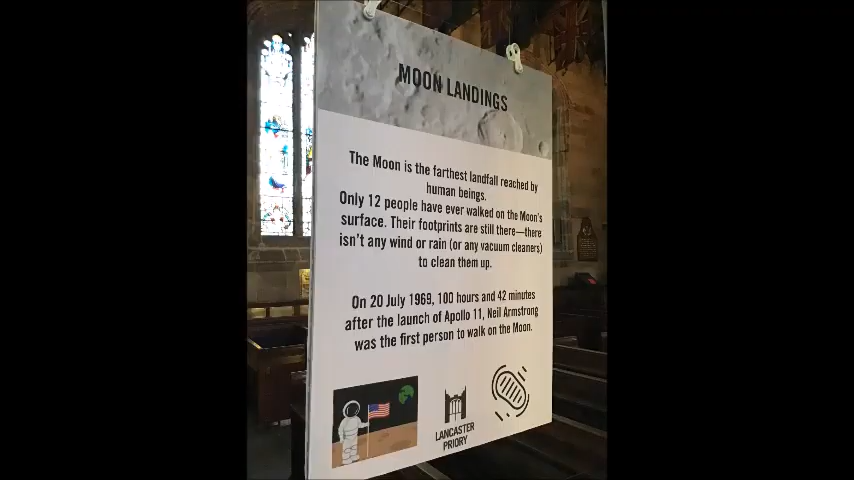 MOON LANDINGS
The Moon is the farthest landfall reached by
human beings.
Only 12 people have ever walked on the Moon's
surface. Their footprints are still there—there
isn't any wind or rain (or any vacuum cleaners)
to clean them up.
On 20 July 1969, 100 hours and 42 minutes
after the launch of Apollo 11, Neil Armstrong
was the first person to walk on the Moon.
LANCASTER
PRIORY